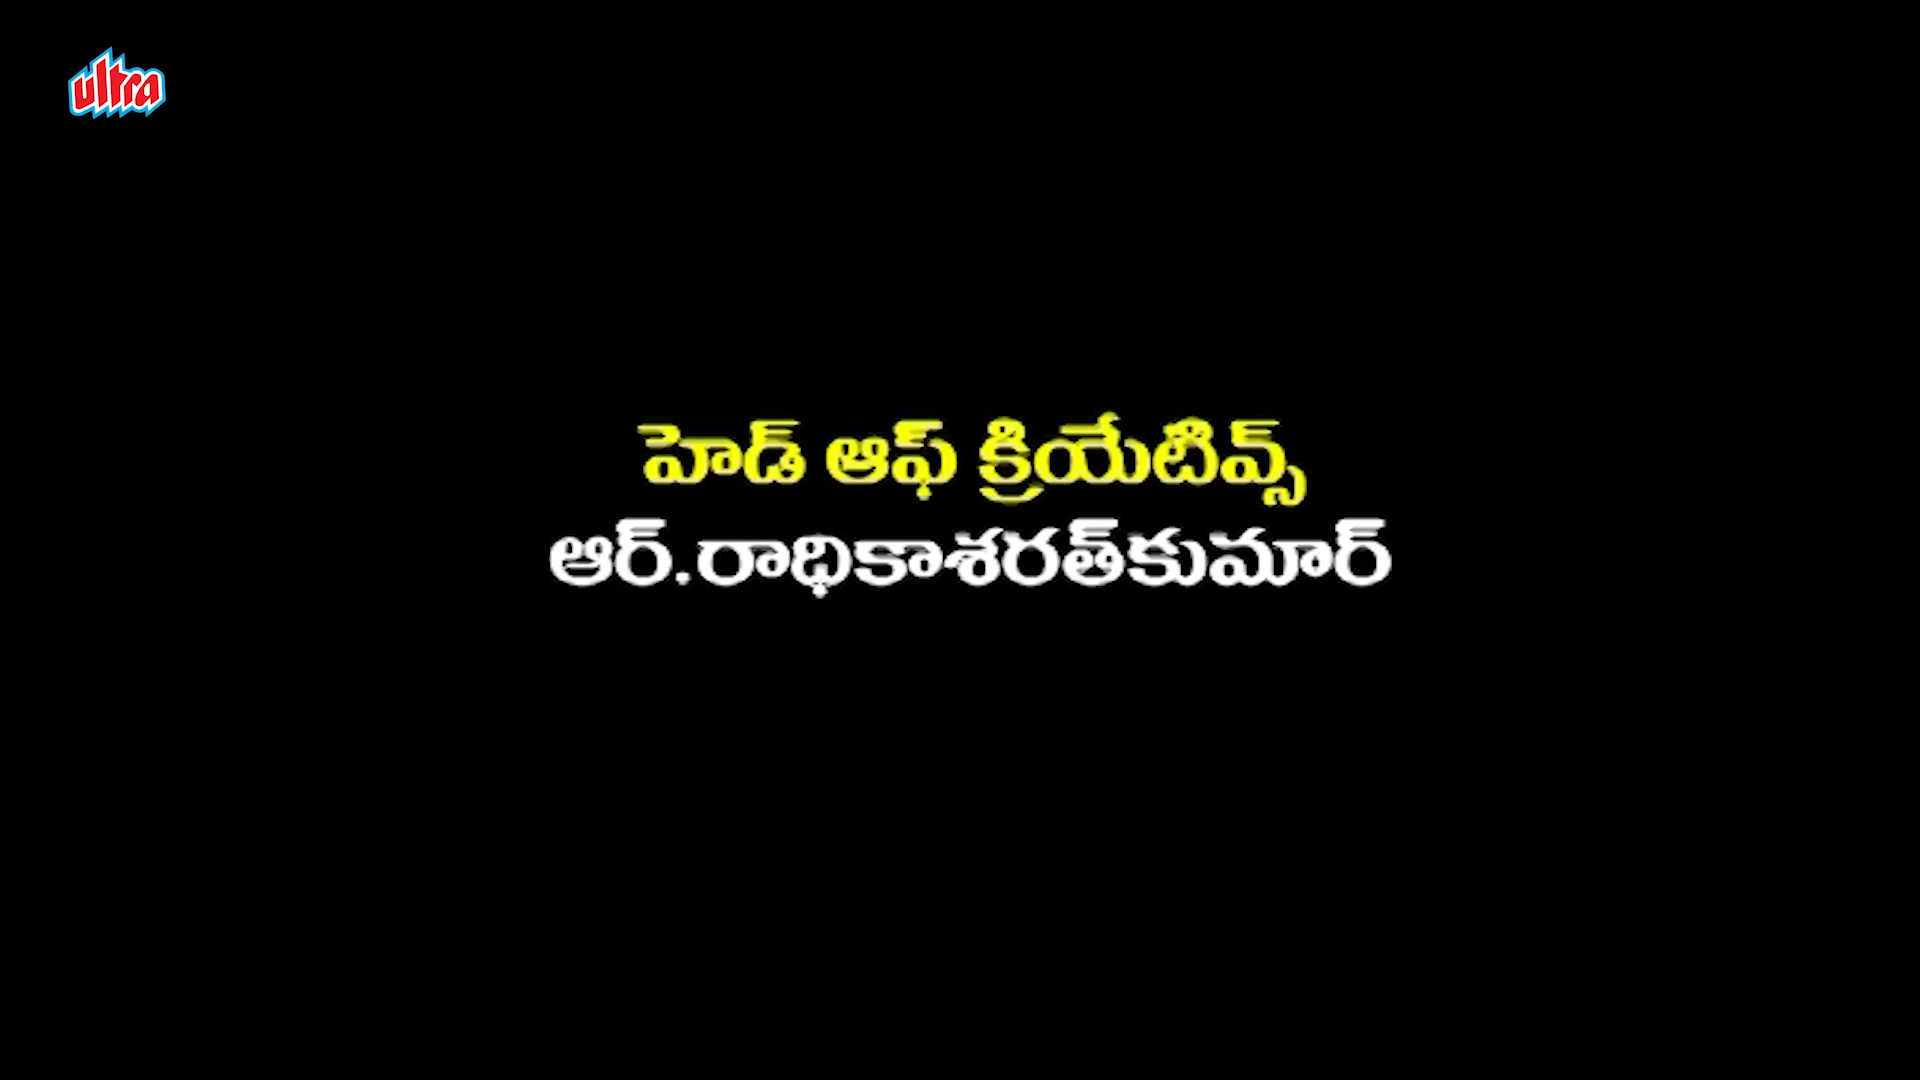 ultra
హెడ్ ఆఫ్ క్రియేటివ్స్
ఆర్.రాధికాశరత్‌కుమార్